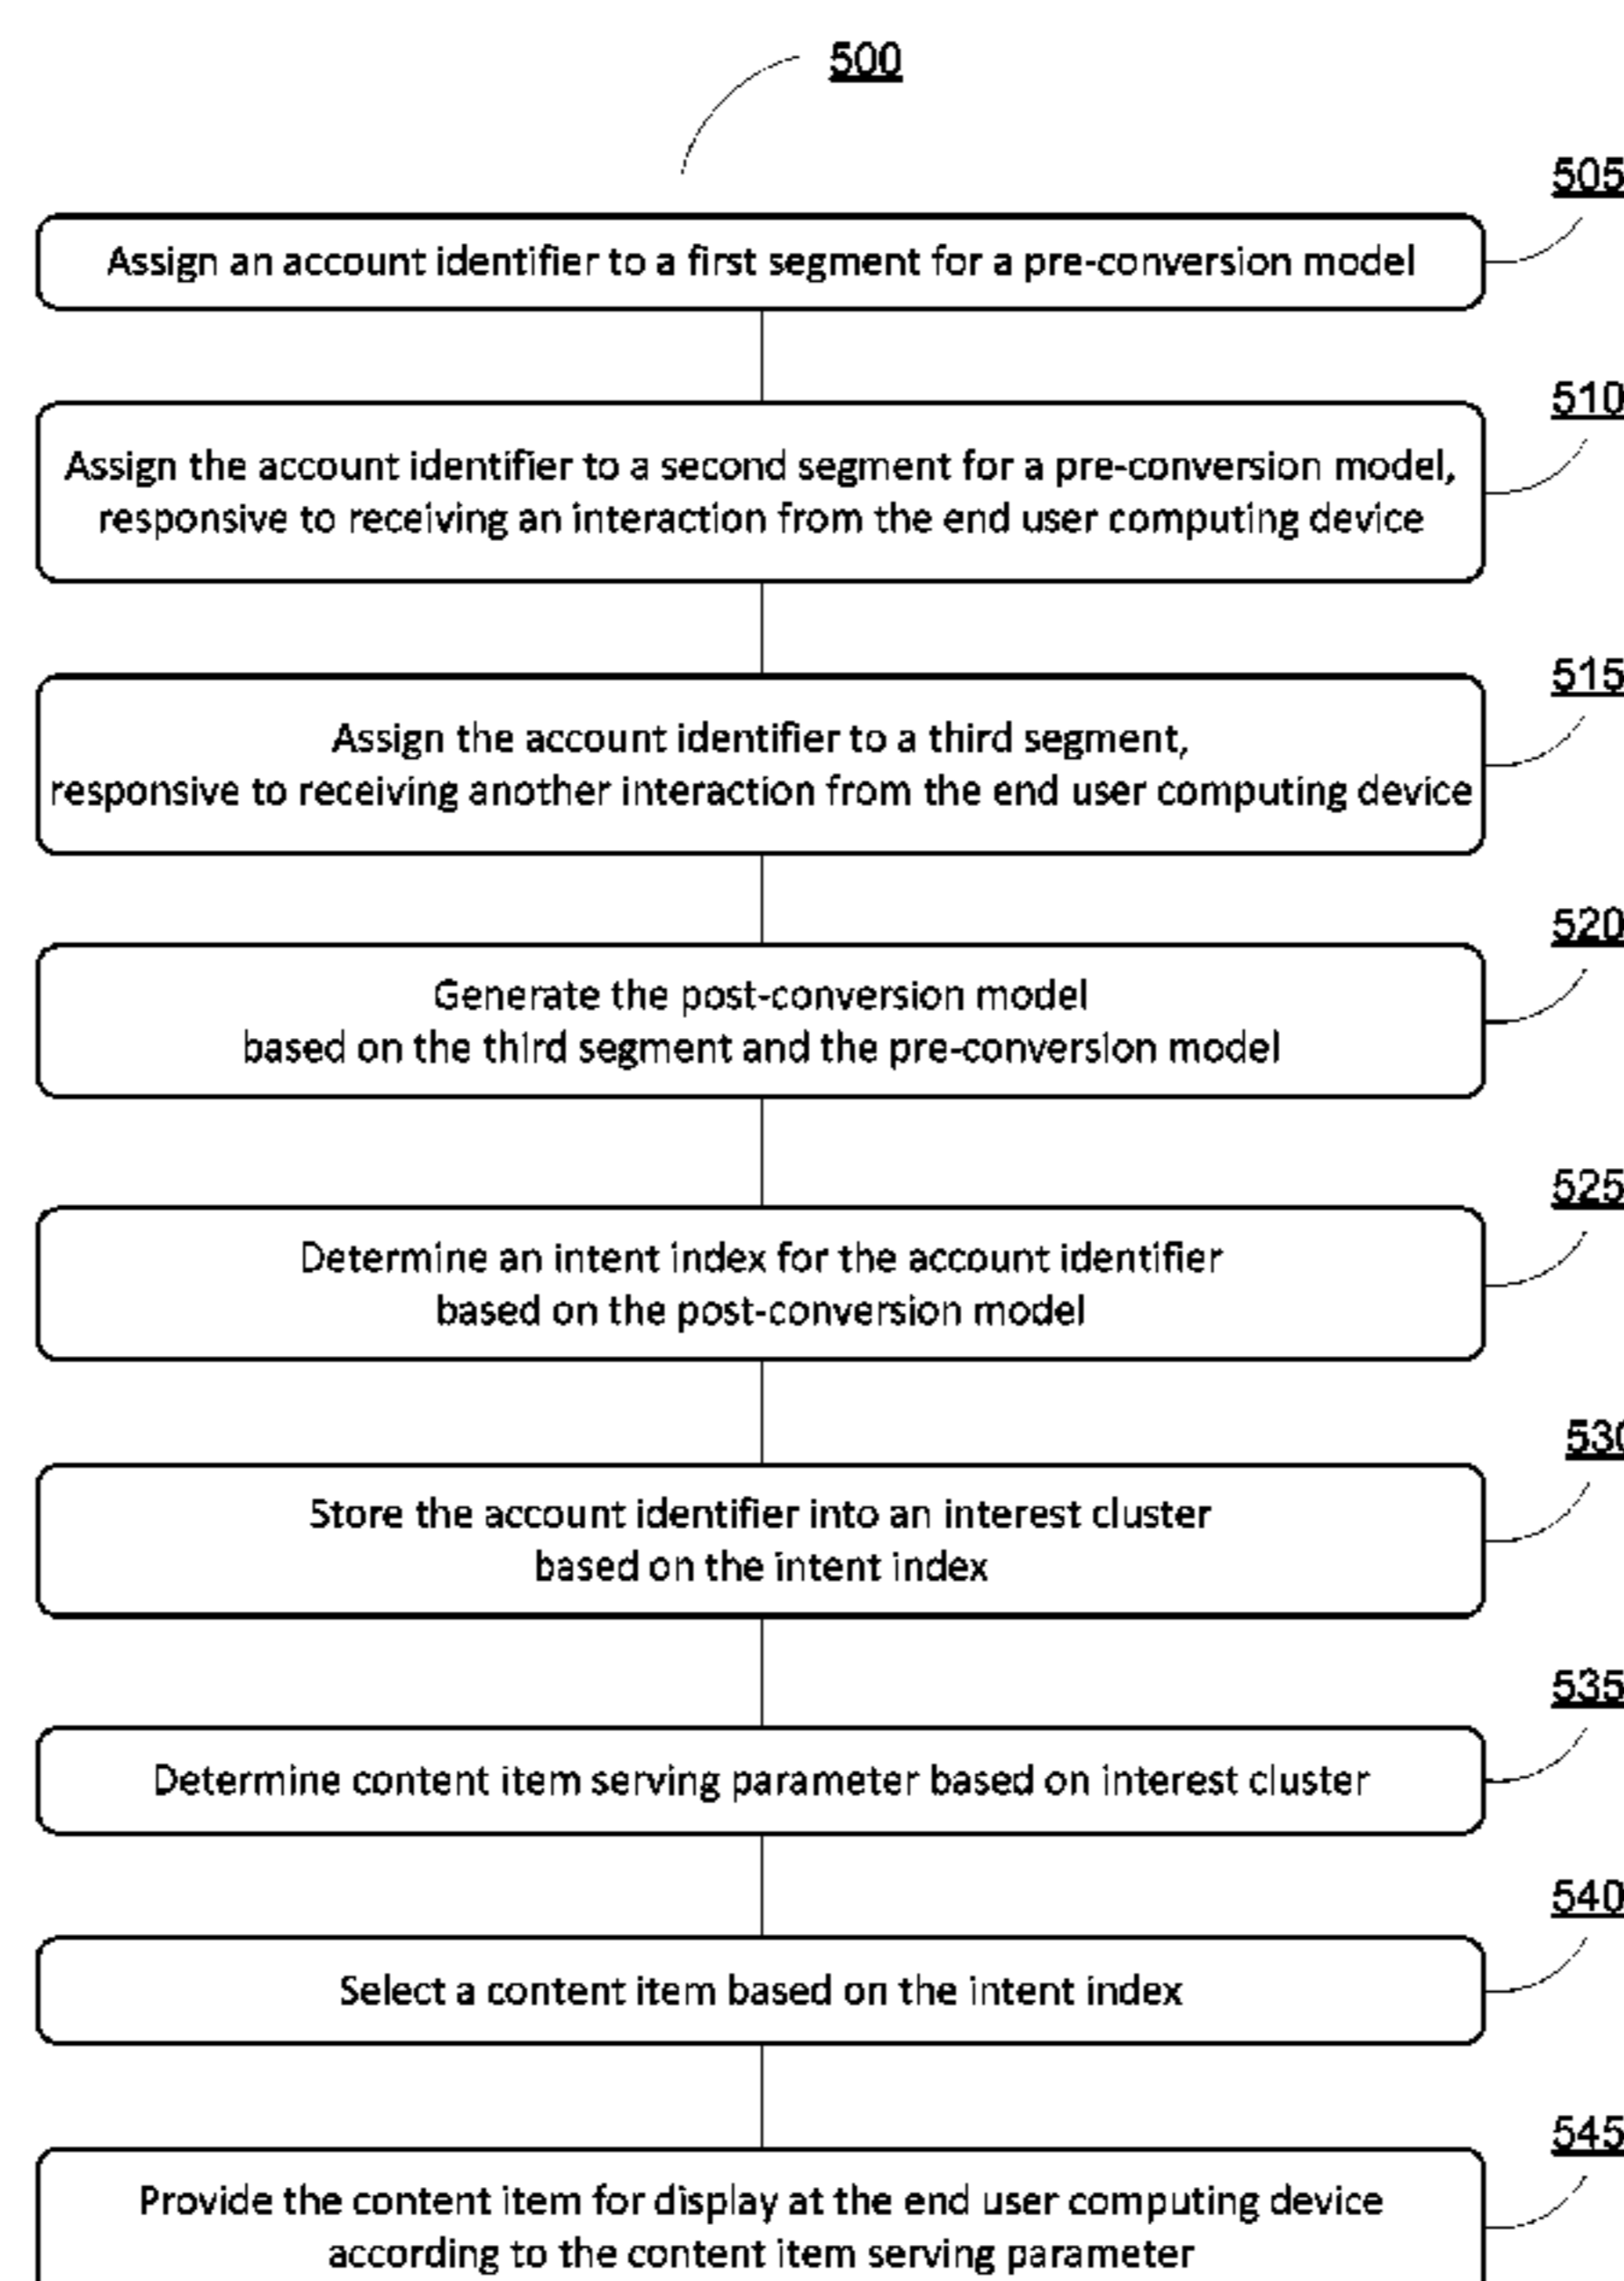 500
505
Assign an account identifier to a first segment for a pre-conversion model
510
Assign the account identifier to a second segment for a pre-conversion model,
responsive to receiving an interaction from the end user computing device
515
Assign the account identifier to a third segment,
responsive to receiving another interaction from the end user computing device
520
Generate the post-conversion model
based on the third segment and the pre-conversion model
525
Determine an intent index for the account identifier
based on the post-conversion model
530
Store the account identifier into an interest cluster
based on the intent index
535
Determine content item serving parameter based on interest cluster
540
Select a content item based on the intent index
545
Provide the content item for display at the end user computing device
according to the content item serving parameter